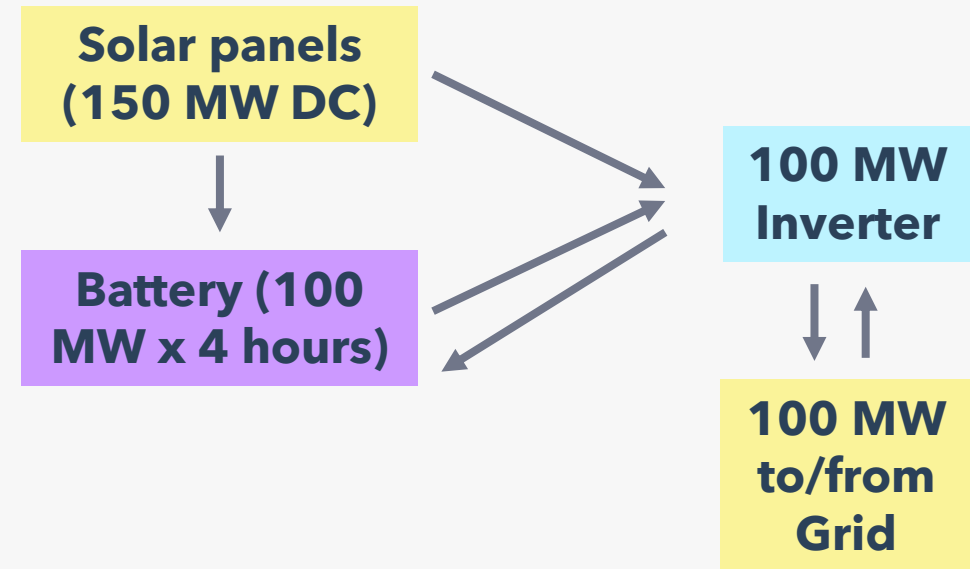 Solar panels
(150 MW DC)
100 MW
Inverter
Battery (100
MW x 4 hours)
100 MW
to/from
Grid